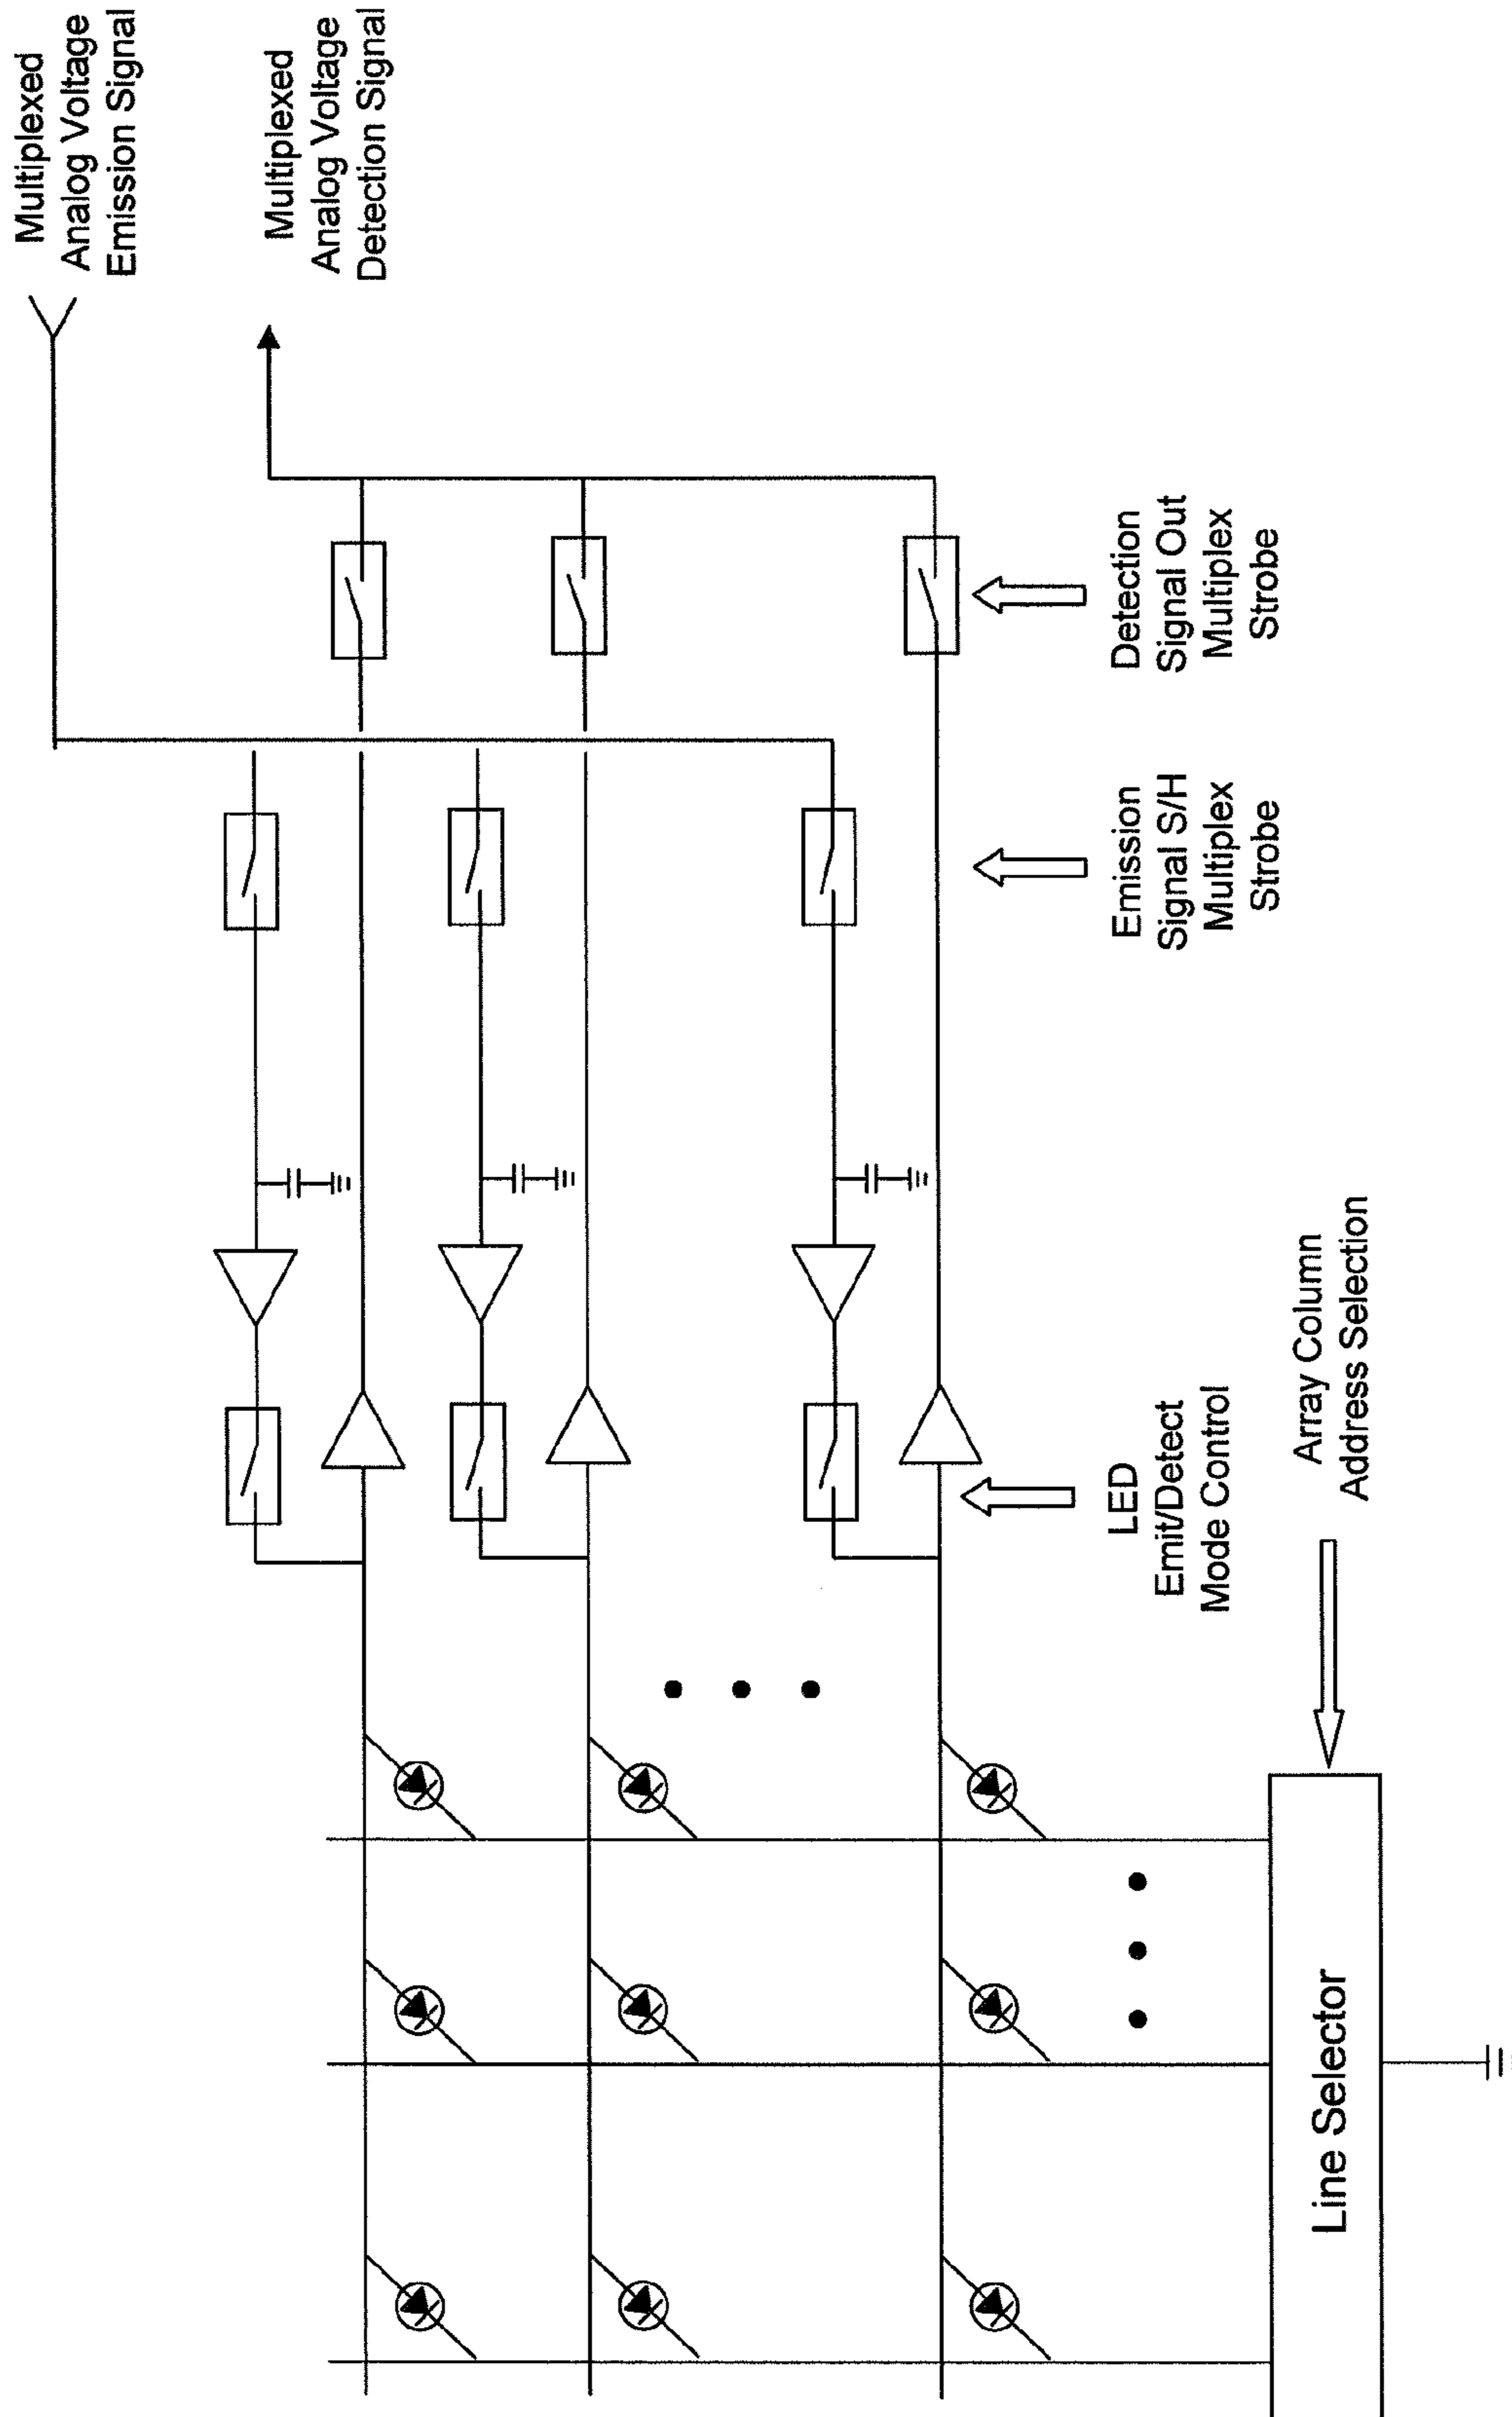 Multiplexed
Analog Voltage
Emission Signal
Multiplexed
Analog Voltage
Detection Signal
Detection
Signal Out
Multiplex
Strobe
Emission
Signal S/H
Multiplex
Strobe
LED
Emit/Detect
Mode Control
Array Column
Address Selection
Line Selector